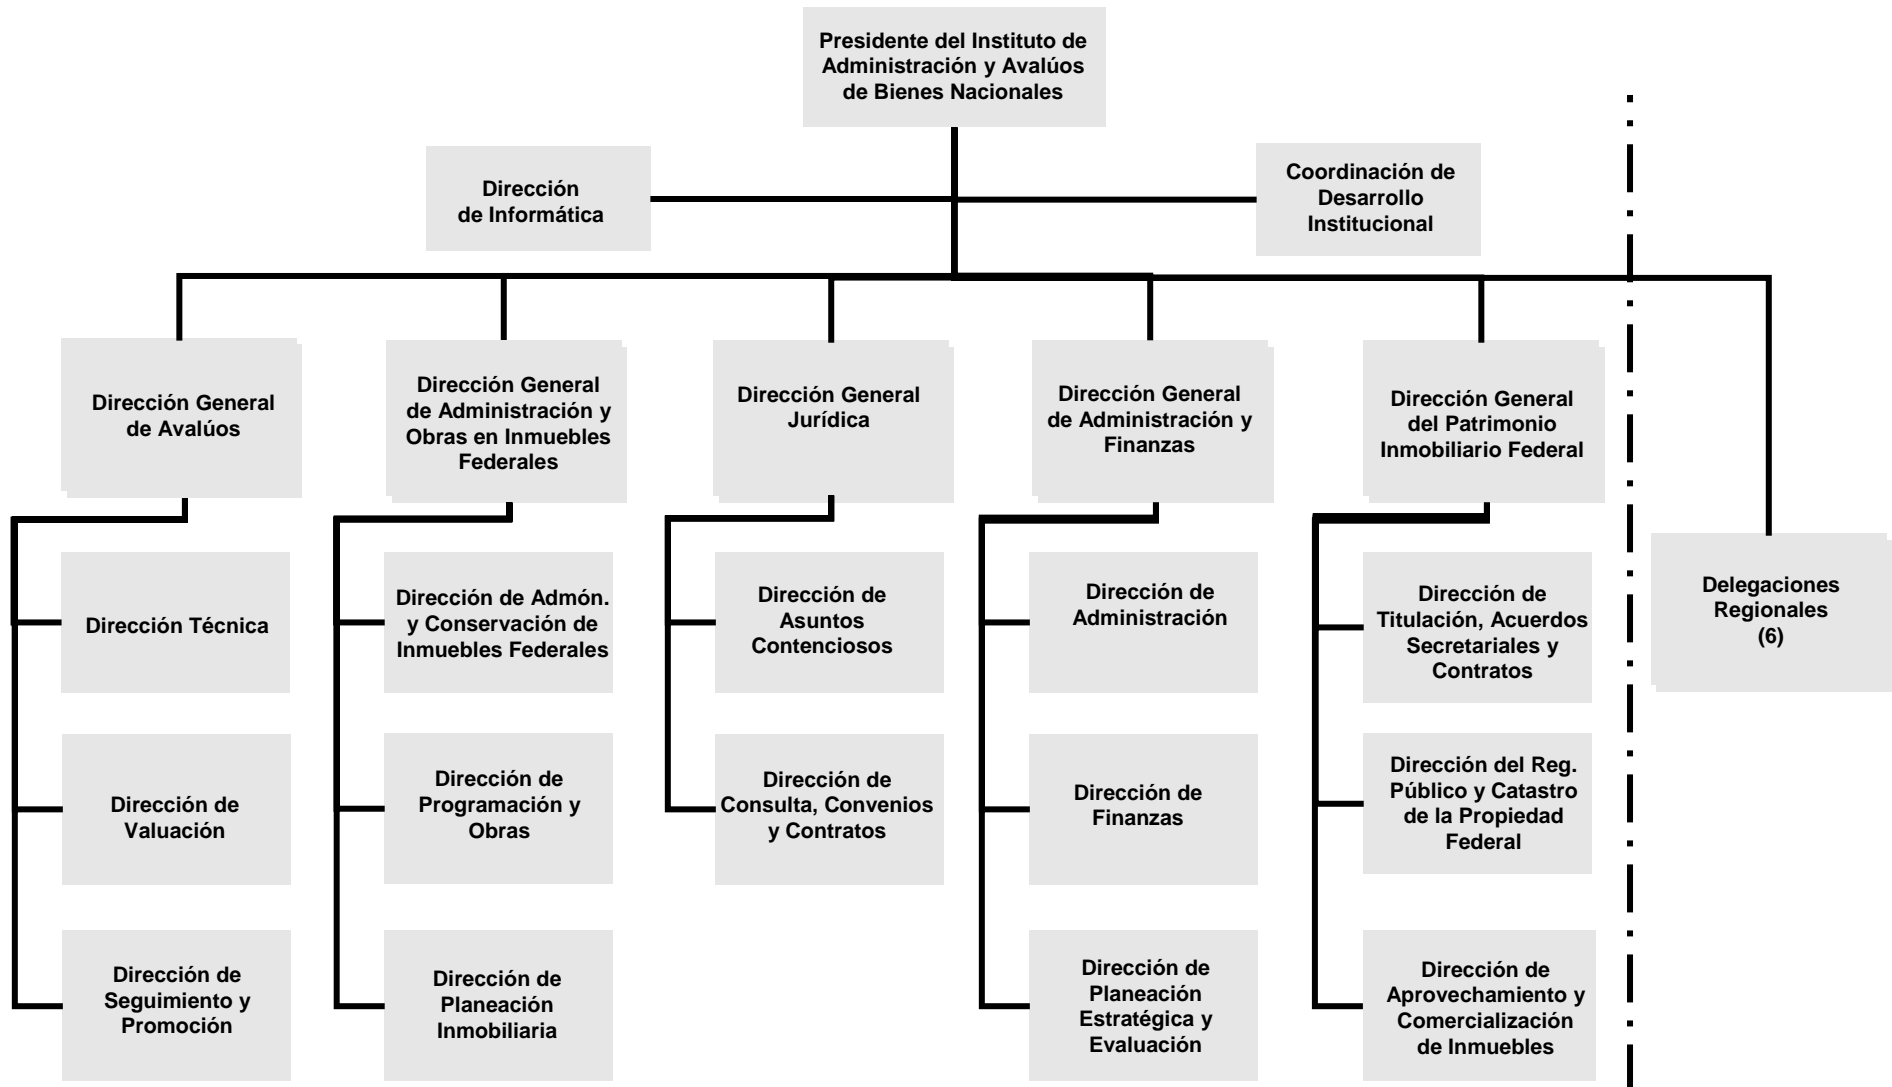 Presidente del Instituto de
Administración y Avalúos
de Bienes Nacionales
Dirección
de Informática
Coordinación de
Desarrollo
Institucional
Dirección General
de Avalúos
Dirección General
de Administración y
Obras en Inmuebles
Federales
Dirección General
Jurídica
Dirección General
de Administración y
Finanzas
Dirección General
del Patrimonio
Inmobiliario Federal
Delegaciones
Regionales
(6)
Dirección Técnica
Dirección de Admón.
y Conservación de
Inmuebles Federales
Dirección de
Asuntos
Contenciosos
Dirección de
Administración
Dirección de
Titulación, Acuerdos
Secretariales y
Contratos
Dirección de
Valuación
Dirección de
Programación y
Obras
Dirección de
Consulta, Convenios
y Contratos
Dirección de
Finanzas
Dirección del Reg.
Público y Catastro
de la Propiedad
Federal
Dirección de
Seguimiento y
Promoción
Dirección de
Planeación
Inmobiliaria
Dirección de
Planeación
Estratégica y
Evaluación
Dirección de
Aprovechamiento y
Comercialización
de Inmuebles